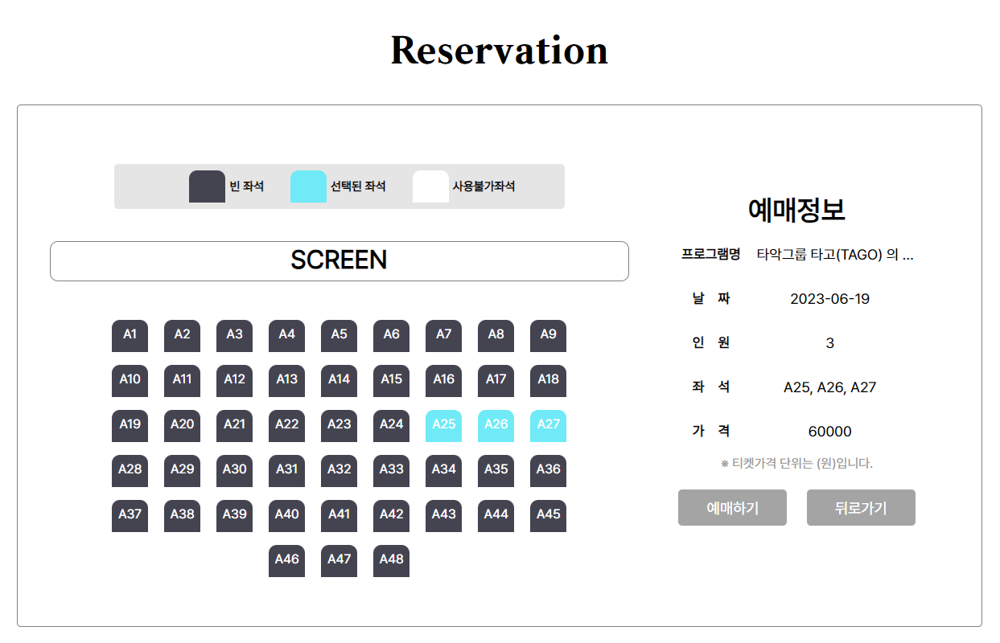 Reservation
빈 좌석 선택된 좌석 사용불가좌석
SCREEN
A1 A2 A3 A4 A5 A6 A7 A8 A9
A10 A11 A12 A13 A14 A15 A16 A17 A18
A19 A20 A21 A22 A23 A24 A25 A26 A27
A28 A29 A30 A31 A32 A33 A34 A35 A36
A37 A38 A39 A40 A41 A42 A43 A44 A45
A46 A47 A48
예매정보
프로그램명 타악그룹 타고(TAGO) 의 ...
날 짜 2023-06-19
인 원 3
좌 석 A25, A26, A27
가 격 60000
※ 티켓가격 단위는 (원)입니다.
예매하기 뒤로가기